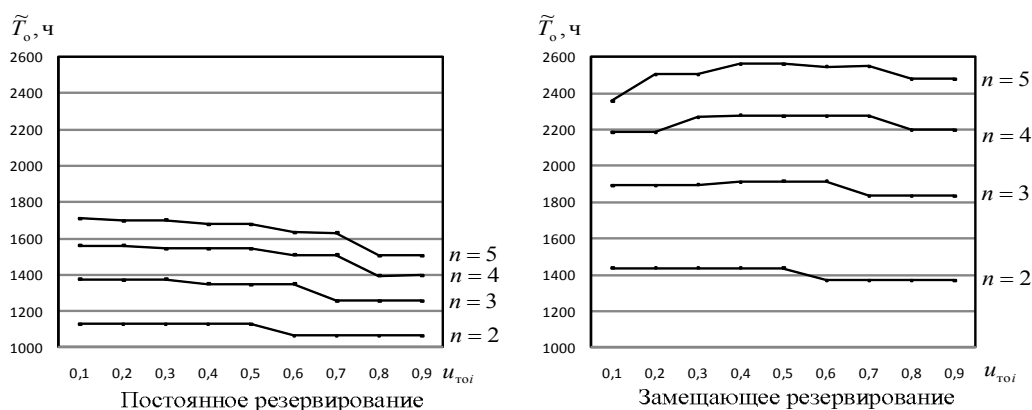 T̃о, ч
2600
2400
2200
2000
1800
1600
1400
1200
1000
n = 5
n = 4
n = 3
n = 2
0,1 0,2 0,3 0,4 0,5 0,6 0,7 0,8 0,9 uтоi
Постоянное резервирование
T̃о, ч
2600
2400
2200
2000
1800
1600
1400
1200
1000
n = 5
n = 4
n = 3
n = 2
0,1 0,2 0,3 0,4 0,5 0,6 0,7 0,8 0,9 uтоi
Замещающее резервирование